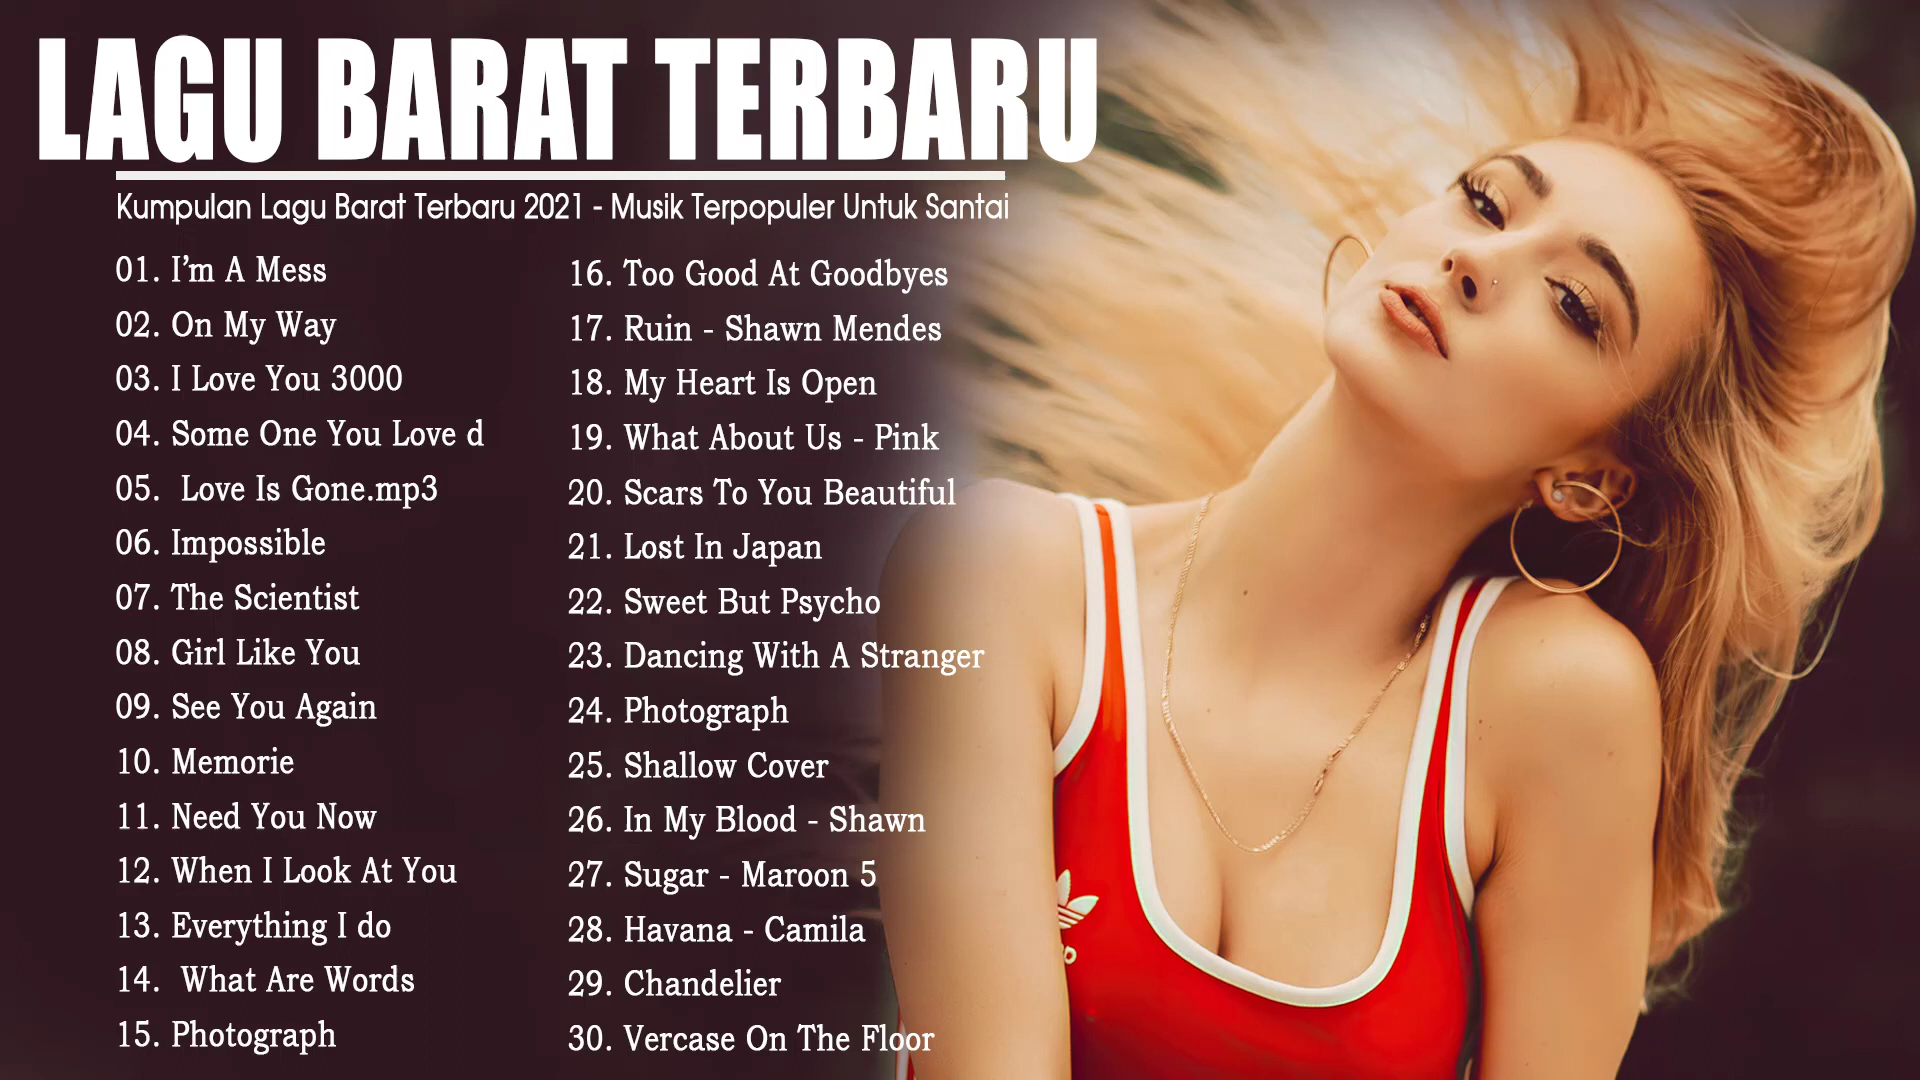 LAGU BARAT TERBARU
Kumpulan Lagu Barat Terbaru 2021 - Musik Terpopuler Untuk Santai
01. I'm A Mess
02. On My Way
03. I Love You 3000
04. Some One You Love d
05. Love Is Gone.mp3
06. Impossible
07. The Scientist
08. Girl Like You
09. See You Again
10. Memorie
11. Need You Now
12. When I Look At You
13. Everything I do
14. What Are Words
15. Photograph
16. Too Good At Goodbyes
17. Ruin - Shawn Mendes
18. My Heart Is Open
19. What About Us - Pink
20. Scars To You Beautiful
21. Lost In Japan
22. Sweet But Psycho
23. Dancing With A Stranger
24. Photograph
25. Shallow Cover
26. In My Blood - Shawn
27. Sugar - Maroon 5
28. Havana - Camila
29. Chandelier
30. Vercase On The Floor